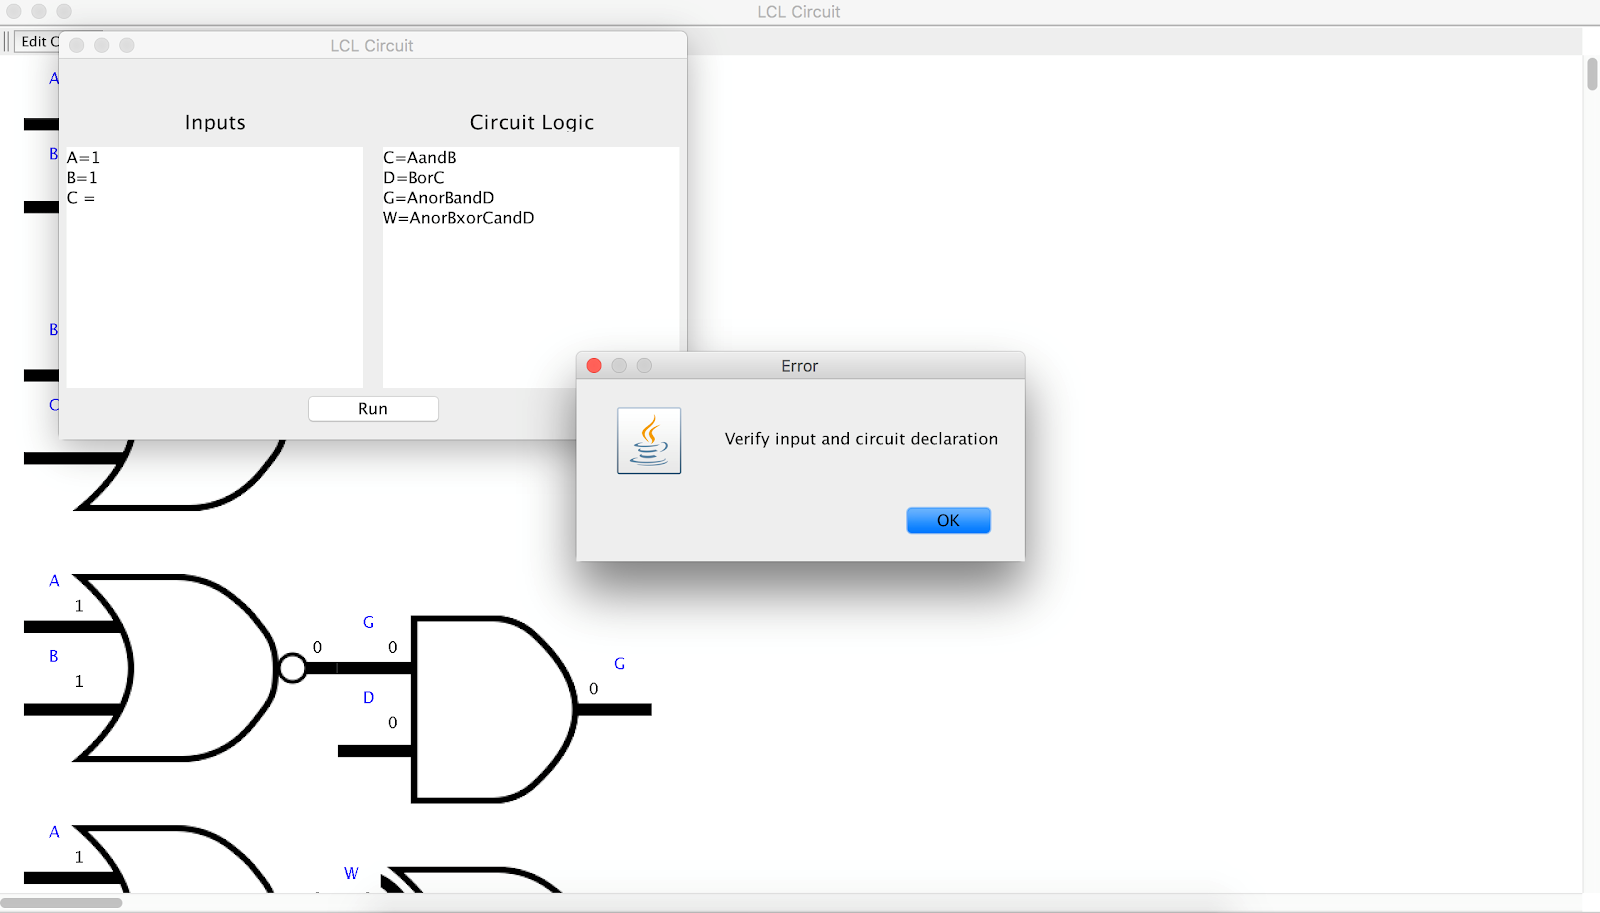 LCL Circuit
Edit C
LCL Circuit
Inputs
A=1
B=1
C =
Circuit Logic
C=AandB
D=BorC
G=AnorBandD
W=AnorBxorCandD
Run
Error
Verify input and circuit declaration
OK
A
B
B
C
A
1
B
1
0
G
0
D
0
G
0
A
1
W